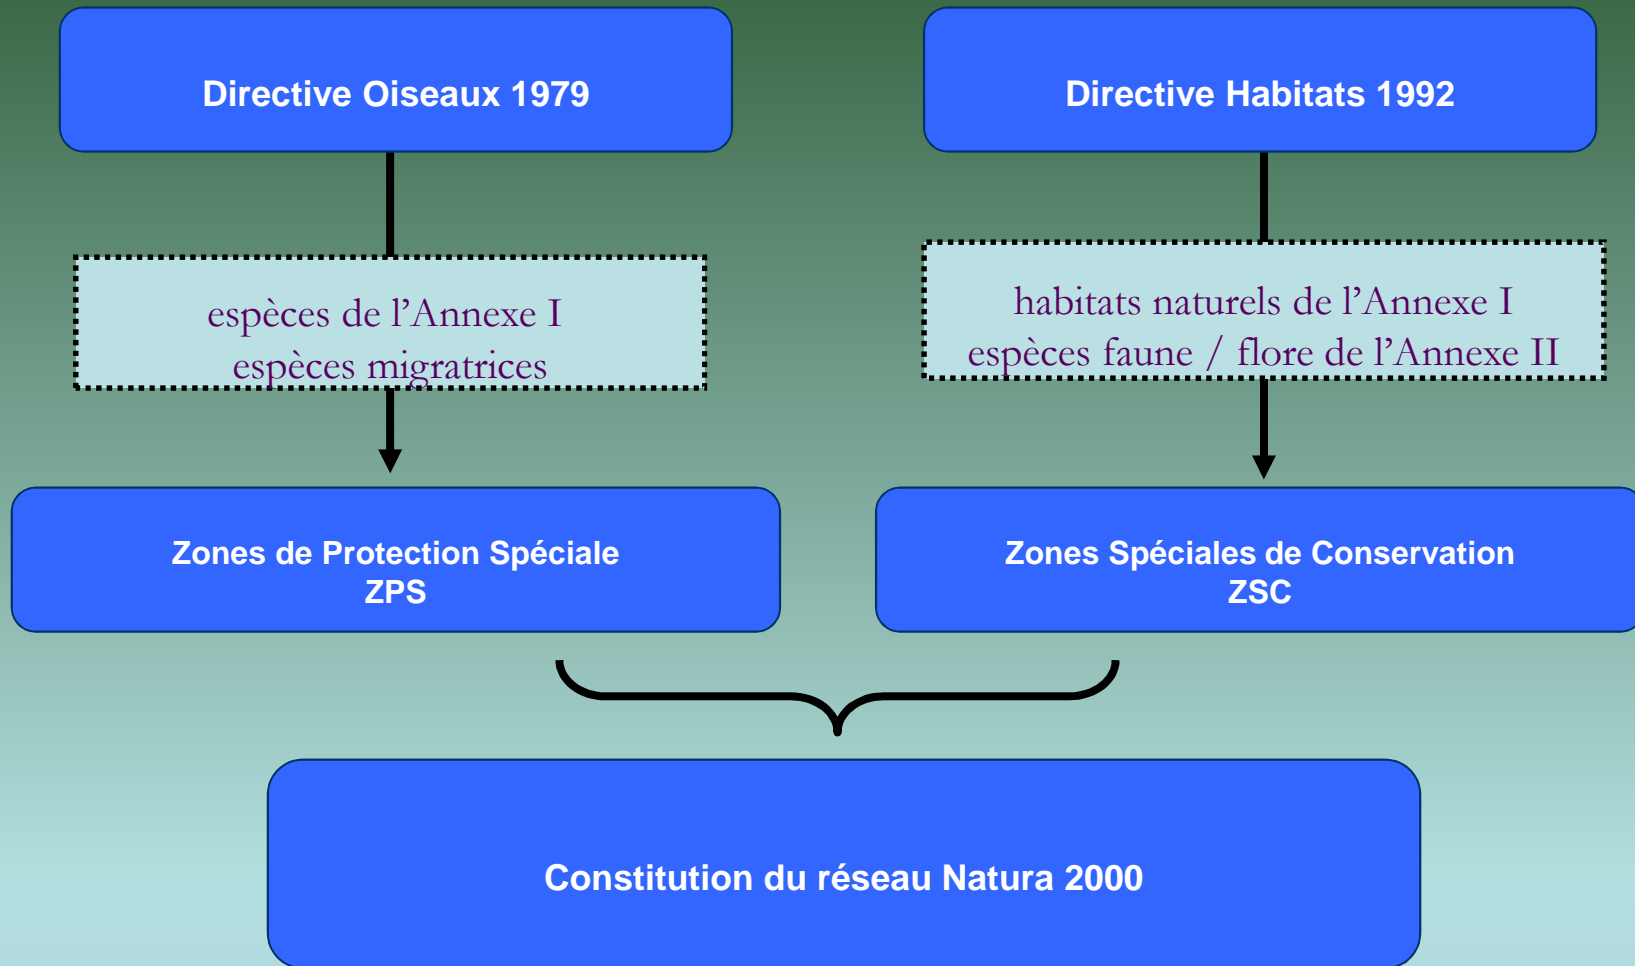 Directive Oiseaux 1979
Directive Habitats 1992
espèces de l’Annexe I
espèces migratrices
habitats naturels de l’Annexe I
espèces faune / flore de l’Annexe II
Zones de Protection Spéciale
ZPS
Zones Spéciales de Conservation
ZSC
Constitution du réseau Natura 2000